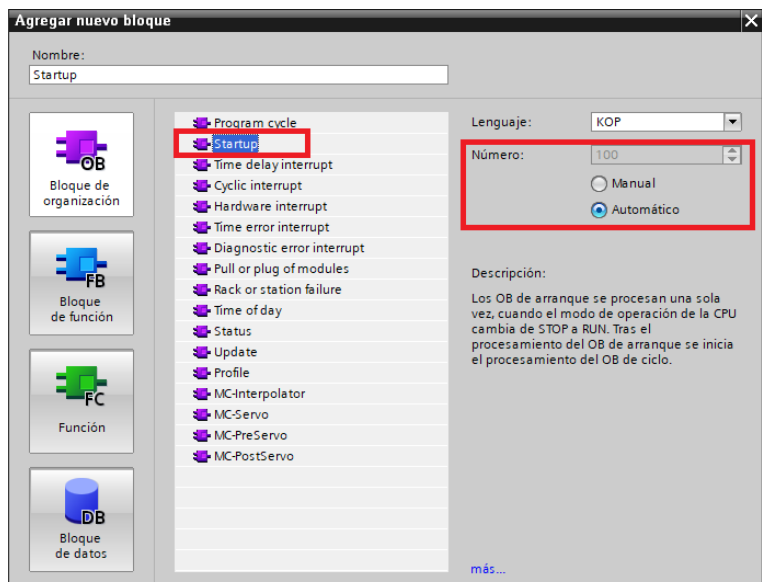 Agregar nuevo bloque
Nombre:
Startup
OB
Bloque de
organización
FB
Bloque
de función
FC
Función
DB
Bloque
de datos
Program cycle
Startup
Time delay interrupt
Cyclic interrupt
Hardware interrupt
Time error interrupt
Diagnostic error interrupt
Pull or plug of modules
Rack or station failure
Time of day
Status
Update
Profile
MC-Interpolator
MC-Servo
MC-PreServo
MC-PostServo
Lenguaje: KOP
Número: 100
Manual
Automático
Descripción:
Los OB de arranque se procesan una sola
vez, cuando el modo de operación de la CPU
cambia de STOP a RUN. Tras el
procesamiento del OB de arranque se inicia
el procesamiento del OB de ciclo.
más...